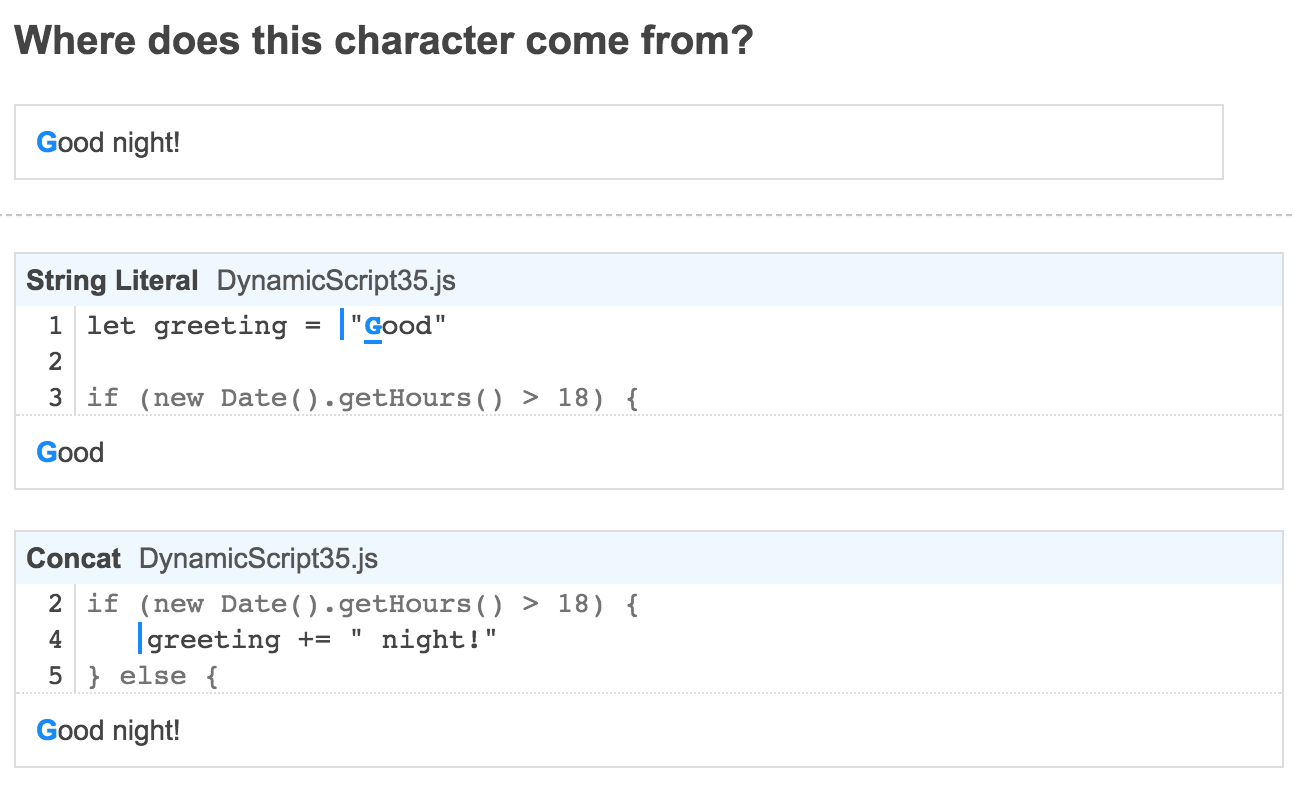 Where does this character come from?
Good night!
String Literal DynamicScript35.js
1 let greeting = "Good"
2
3 if (new Date().getHours() > 18) {
Good
Concat DynamicScript35.js
2 if (new Date().getHours() > 18) {
4 greeting += " night!"
5 } else {
Good night!